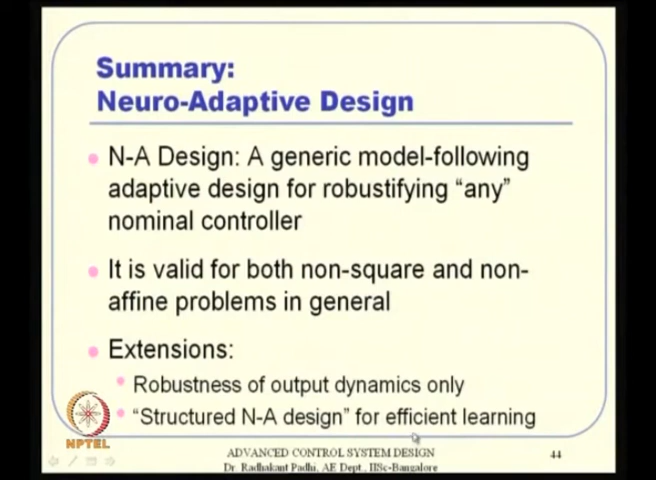 Summary:
Neuro-Adaptive Design
N-A Design: A generic model-following
adaptive design for robustifying “any”
nominal controller
It is valid for both non-square and non-
affine problems in general
Extensions:
Robustness of output dynamics only
“Structured N-A design” for efficient learning
NPTEL
ADVANCED CONTROL SYSTEM DESIGN
Dr. Radhakant Padhi, AE Dept., IISc-Bangalore
44